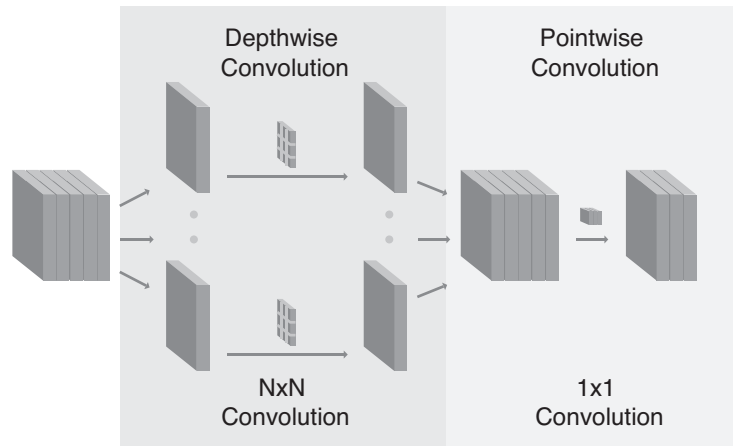 Depthwise
Convolution
Pointwise
Convolution
NxN
Convolution
1x1
Convolution